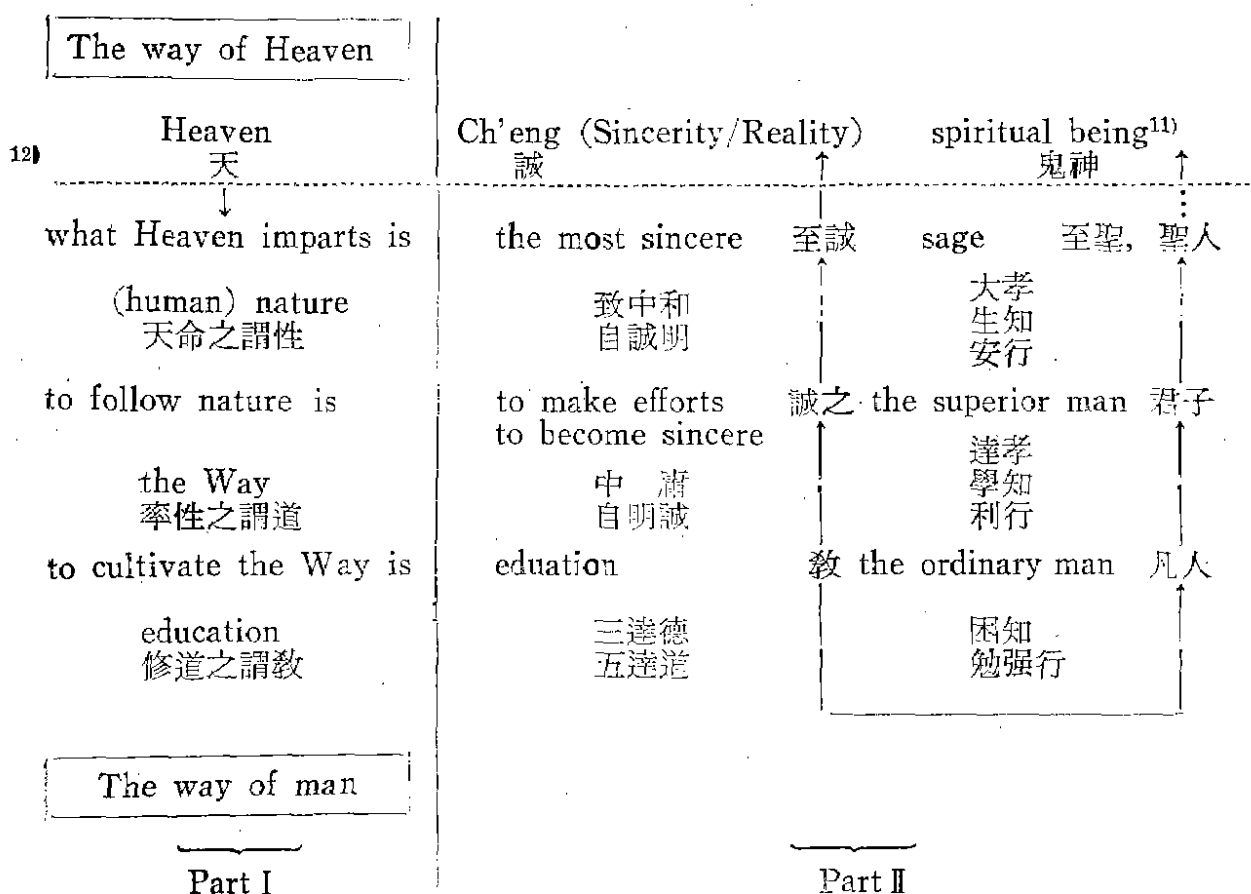 The way of Heaven
Heaven Ch'eng (Sincerity/Reality) spiritual being11)
12) 天 誠 鬼神
what Heaven imparts is the most sincere 至誠 sage 至聖, 聖人
(human) nature 致中和 大孝
天命之謂性 自誠明 生知
安行
to follow nature is to make efforts 誠之 the superior man 君子
to become sincere
達孝
the Way 中 庸 學知
率性之謂道 自明誠 利行
to cultivate the Way is eduation 教 the ordinary man 凡人
education 三達德 困知
修道之謂教 五達道 勉强行
The way of man
Part I Part II